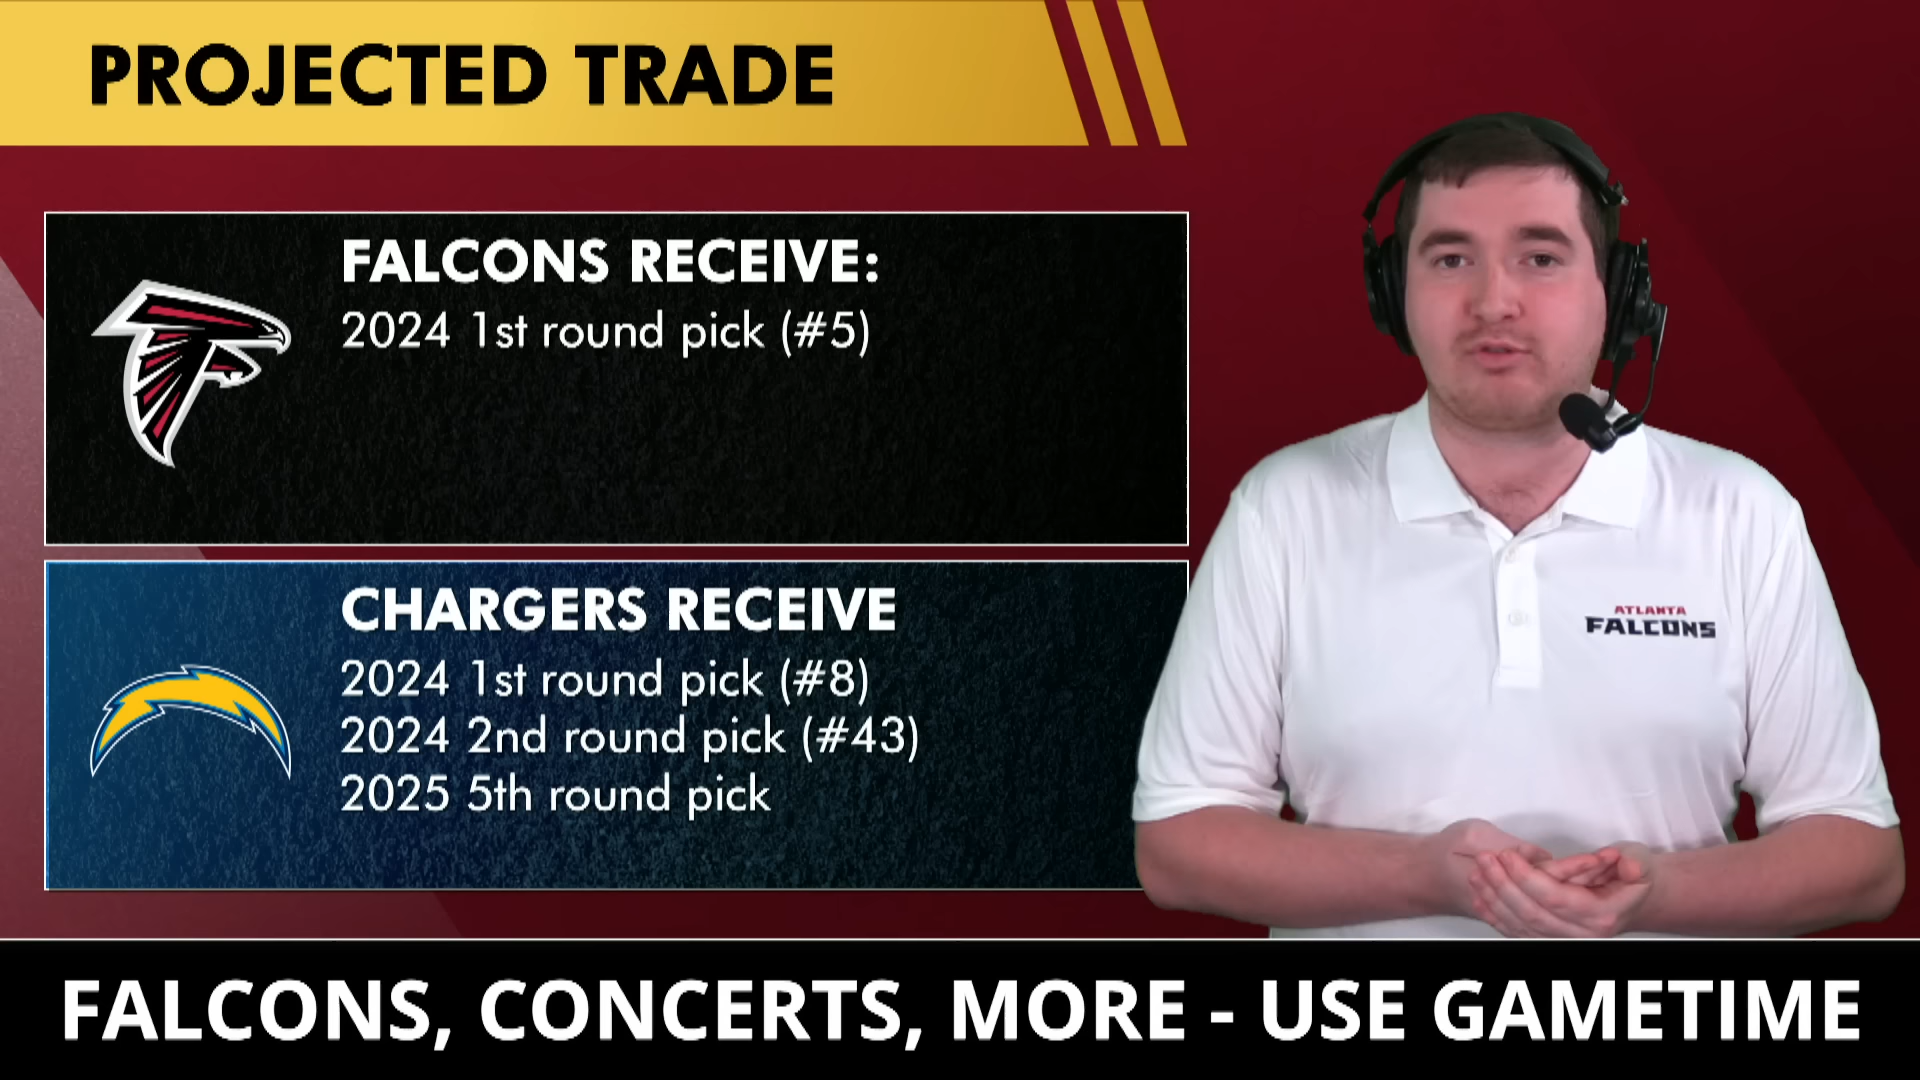 PROJECTED TRADE
FALCONS RECEIVE:
2024 1st round pick (#5)
CHARGERS RECEIVE
2024 1st round pick (#8)
2024 2nd round pick (#43)
2025 5th round pick
ATLANTA
FALCONS
FALCONS, CONCERTS, MORE - USE GAMETIME